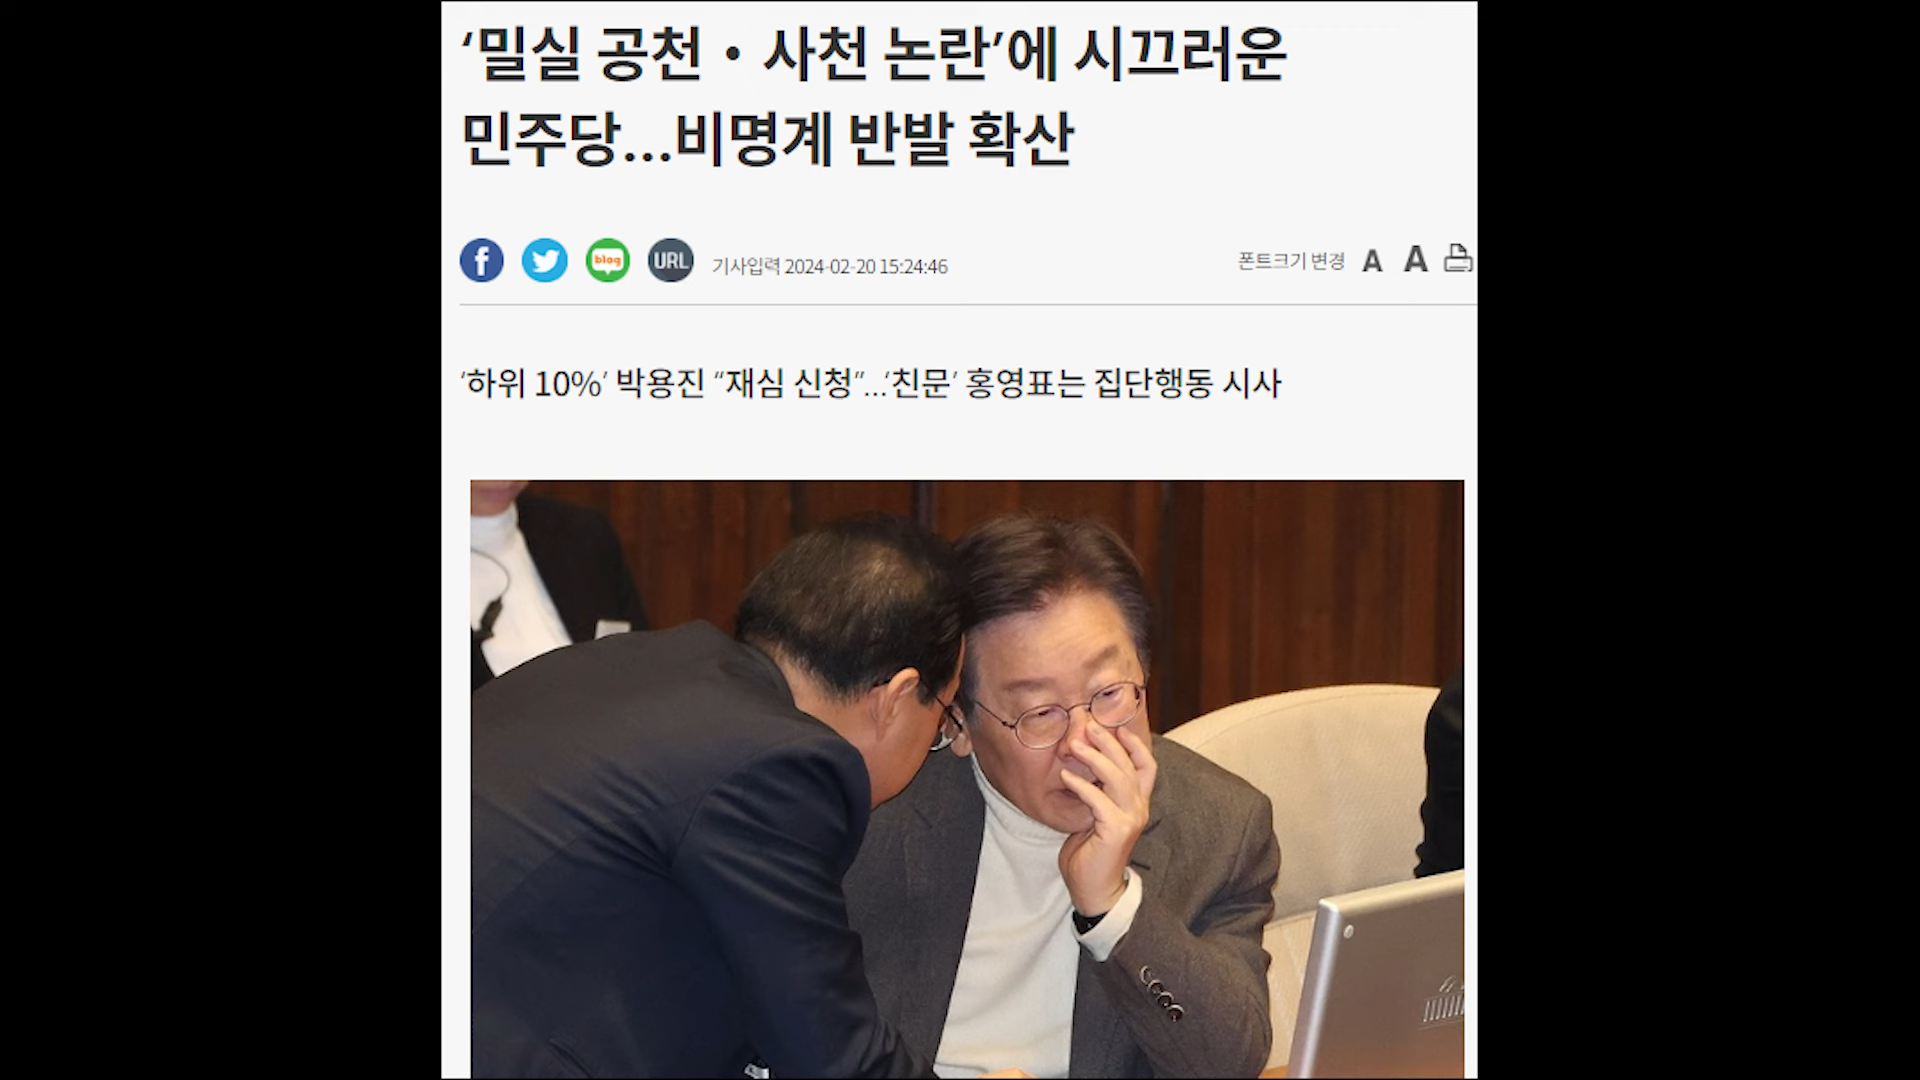 ‘밀실 공천·사천 논란’에 시끄러운
민주당…비명계 반발 확산
f
blog
URL
기사입력 2024-02-20 15:24:46
폰트크기 변경 A A
‘하위 10%’ 박용진 “재심 신청”…‘친문’ 홍영표는 집단행동 시사